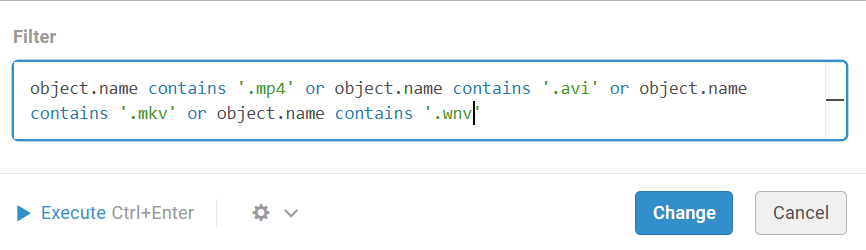 Filter
object.name contains '.mp4' or object.name contains '.avi' or object.name
contains '.mkv' or object.name contains '.wnv'
Execute Ctrl+Enter
Change
Cancel